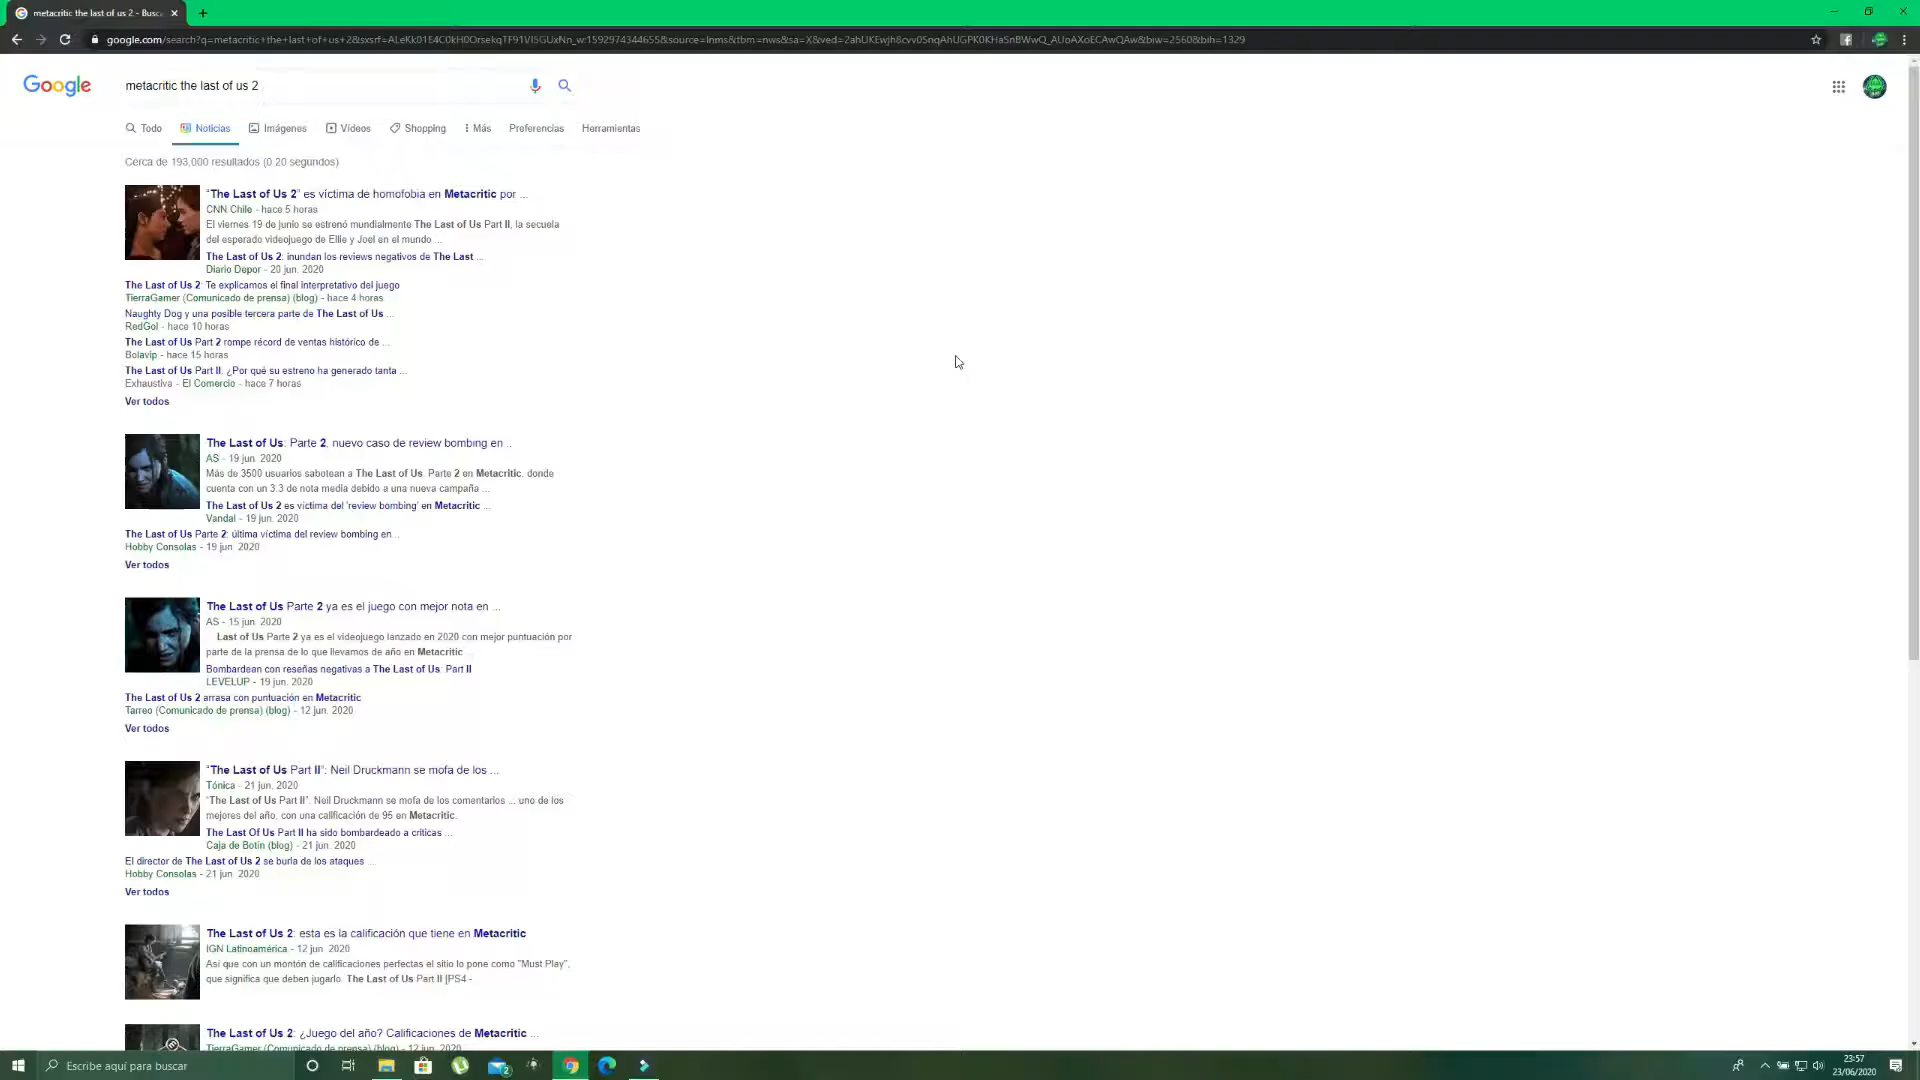 metacritic the last of us 2 - Busc
google.com/search?q=metacritic+the+last+of+us+2&sxsrf=
Google
metacritic the last of us 2
Todo
Noticias
Imágenes
Vídeos
Shopping
Más
Preferencias
Herramientas
Cerca de 193,000 resultados (0.20 segundos)
"The Last of Us 2" es víctima de homofobia en Metacritic por ...
CNN Chile - hace 5 horas
El viernes 19 de junio se estrenó mundialmente The Last of Us Part II, la secuela
del esperado videojuego de Ellie y Joel en el mundo ...
The Last of Us 2: inundan los reviews negativos de The Last ...
Diario Depor - 20 jun. 2020
The Last of Us 2: Te explicamos el final interpretativo del juego
TierraGamer (Comunicado de prensa) (blog) - hace 4 horas
Naughty Dog y una posible tercera parte de The Last of Us ...
RedGol - hace 10 horas
The Last of Us Part 2 rompe récord de ventas histórico de ...
Bolavip - hace 15 horas
The Last of Us Part II: ¿Por qué su estreno ha generado tanta ...
Exhaustiva - El Comercio - hace 7 horas
Ver todos
The Last of Us: Parte 2, nuevo caso de review bombing en ..
AS - 19 jun. 2020
Más de 3500 usuarios sabotean a The Last of Us: Parte 2 en Metacritic, donde
cuenta con un 3.3 de nota media debido a una nueva campaña ...
The Last of Us 2 es víctima del 'review bombing' en Metacritic ...
Vandal - 19 jun. 2020
The Last of Us Parte 2: última víctima del review bombing en...
Hobby Consolas - 19 jun. 2020
Ver todos
The Last of Us Parte 2 ya es el juego con mejor nota en ...
AS - 15 jun. 2020
Last of Us Parte 2 ya es el videojuego lanzado en 2020 con mejor puntuación por
parte de la prensa de lo que llevamos de año en Metacritic
Bombardean con reseñas negativas a The Last of Us: Part II
LEVELUP - 19 jun. 2020
The Last of Us 2 arrasa con puntuación en Metacritic
Tarreo (Comunicado de prensa) (blog) - 12 jun. 2020
Ver todos
"The Last of Us Part II": Neil Druckmann se mofa de los ...
Tónica - 21 jun. 2020
"The Last of Us Part II": Neil Druckmann se mofa de los comentarios ... uno de los
mejores del año, con una calificación de 95 en Metacritic.
The Last Of Us Part II ha sido bombardeado a críticas ...
Caja de Botin (blog) - 21 jun. 2020
El director de The Last of Us 2 se burla de los ataques ...
Hobby Consolas - 21 jun. 2020
Ver todos
The Last of Us 2: esta es la calificación que tiene en Metacritic
IGN Latinoamérica - 12 jun. 2020
Así que con un montón de calificaciones perfectas el sitio lo pone como "Must Play",
que significa que deben jugarlo. The Last of Us Part II [PS4 -
The Last of Us 2: ¿Juego del año? Calificaciones de Metacritic ...
TierraGamer (Comunicado de prensa) (blog) - 12 jun. 2020
Escribe aquí para buscar
2
23:57
23/06/2020